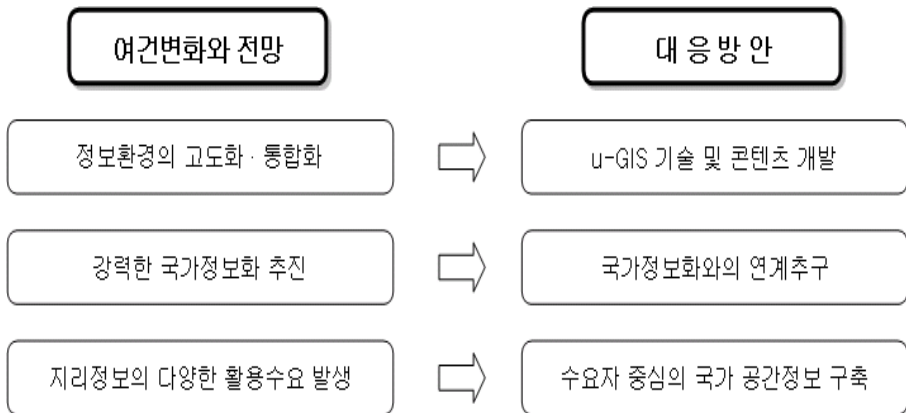 여건변화와 전망
대 응 방 안
정보환경의 고도화 · 통합화
u-GIS 기술 및 콘텐츠 개발
강력한 국가정보화 추진
국가정보화와의 연계추구
지리정보의 다양한 활용수요 발생
수요자 중심의 국가 공간정보 구축